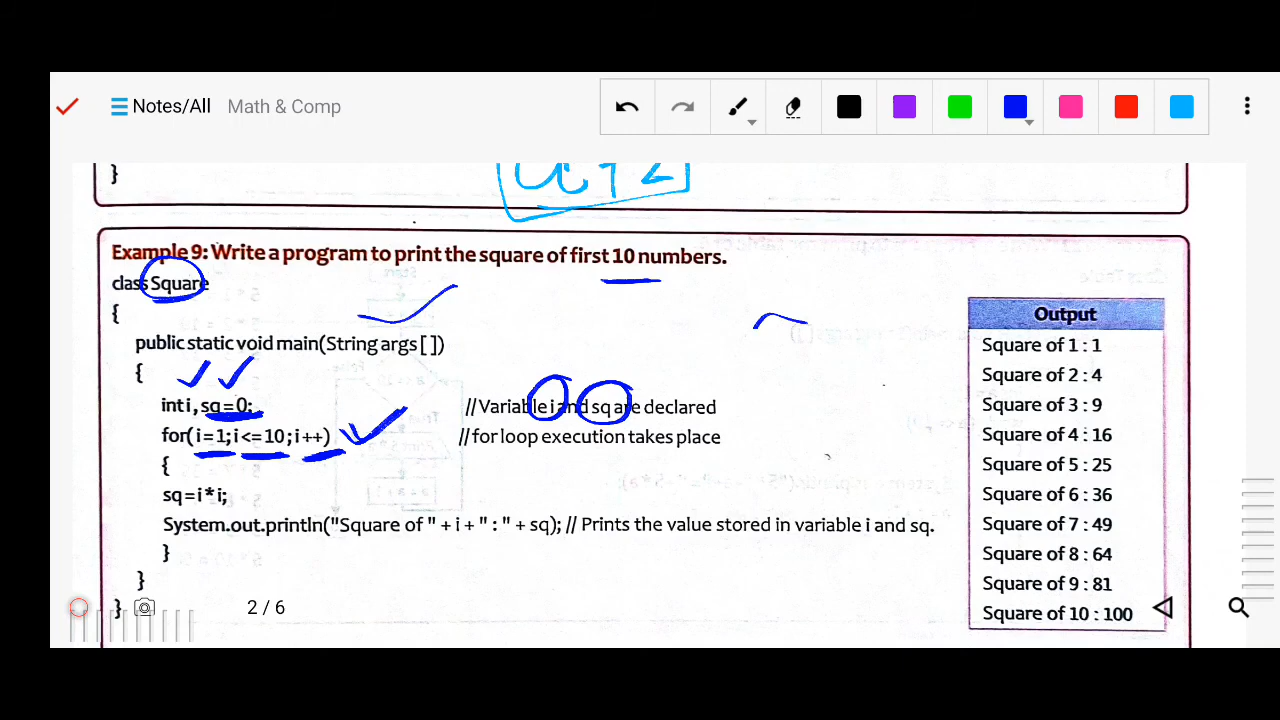 Notes/All Math & Comp
}
x + 2
Example 9: Write a program to print the square of first 10 numbers.
class Square
{
public static void main(String args [ ])
{
int i, sq = 0; //Variable i and sq are declared
for( i = 1; i <= 10 ; i ++) //for loop execution takes place
{
sq = i * i;
System.out.println("Square of " + i + " : " + sq); // Prints the value stored in variable i and sq.
}
}
}
Output
Square of 1 : 1
Square of 2 : 4
Square of 3 : 9
Square of 4 : 16
Square of 5 : 25
Square of 6 : 36
Square of 7 : 49
Square of 8 : 64
Square of 9 : 81
Square of 10 : 100
2 / 6